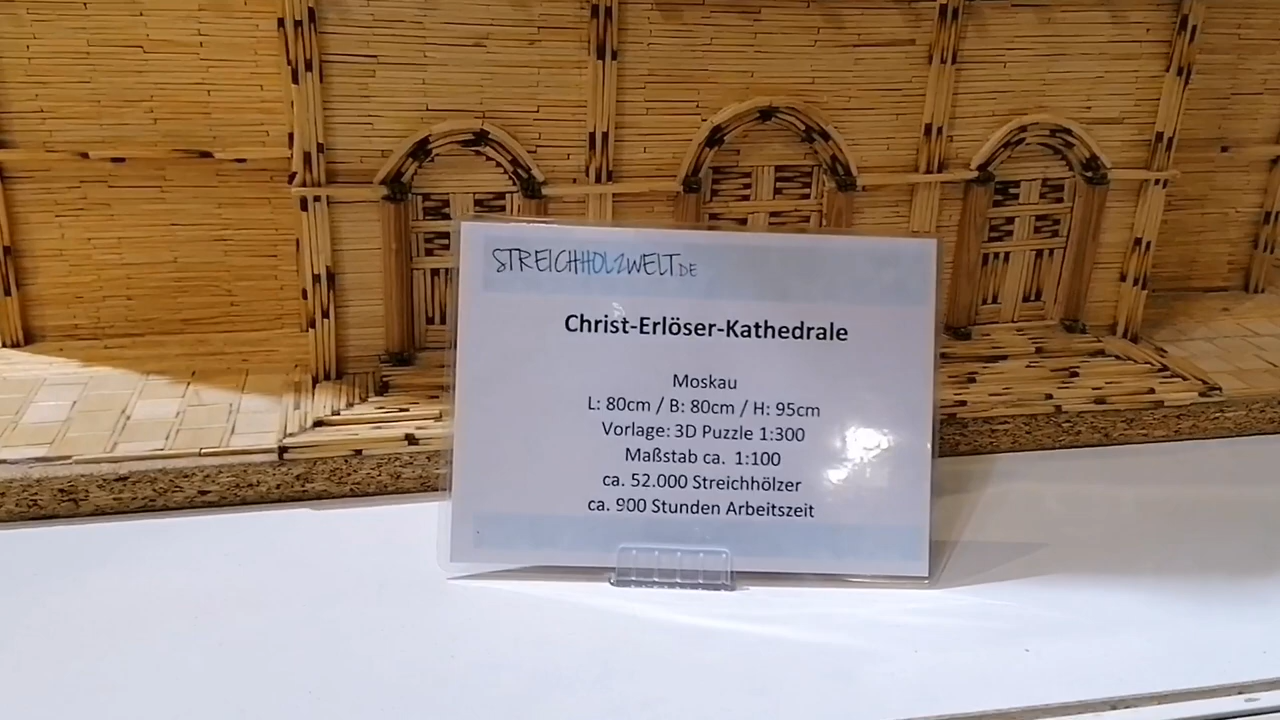 STREICHHOLZWELT.DE
Christ-Erlöser-Kathedrale
Moskau
L: 80cm / B: 80cm / H: 95cm
Vorlage: 3D Puzzle 1:300
Maßstab ca. 1:100
ca. 52.000 Streichhölzer
ca. 900 Stunden Arbeitszeit